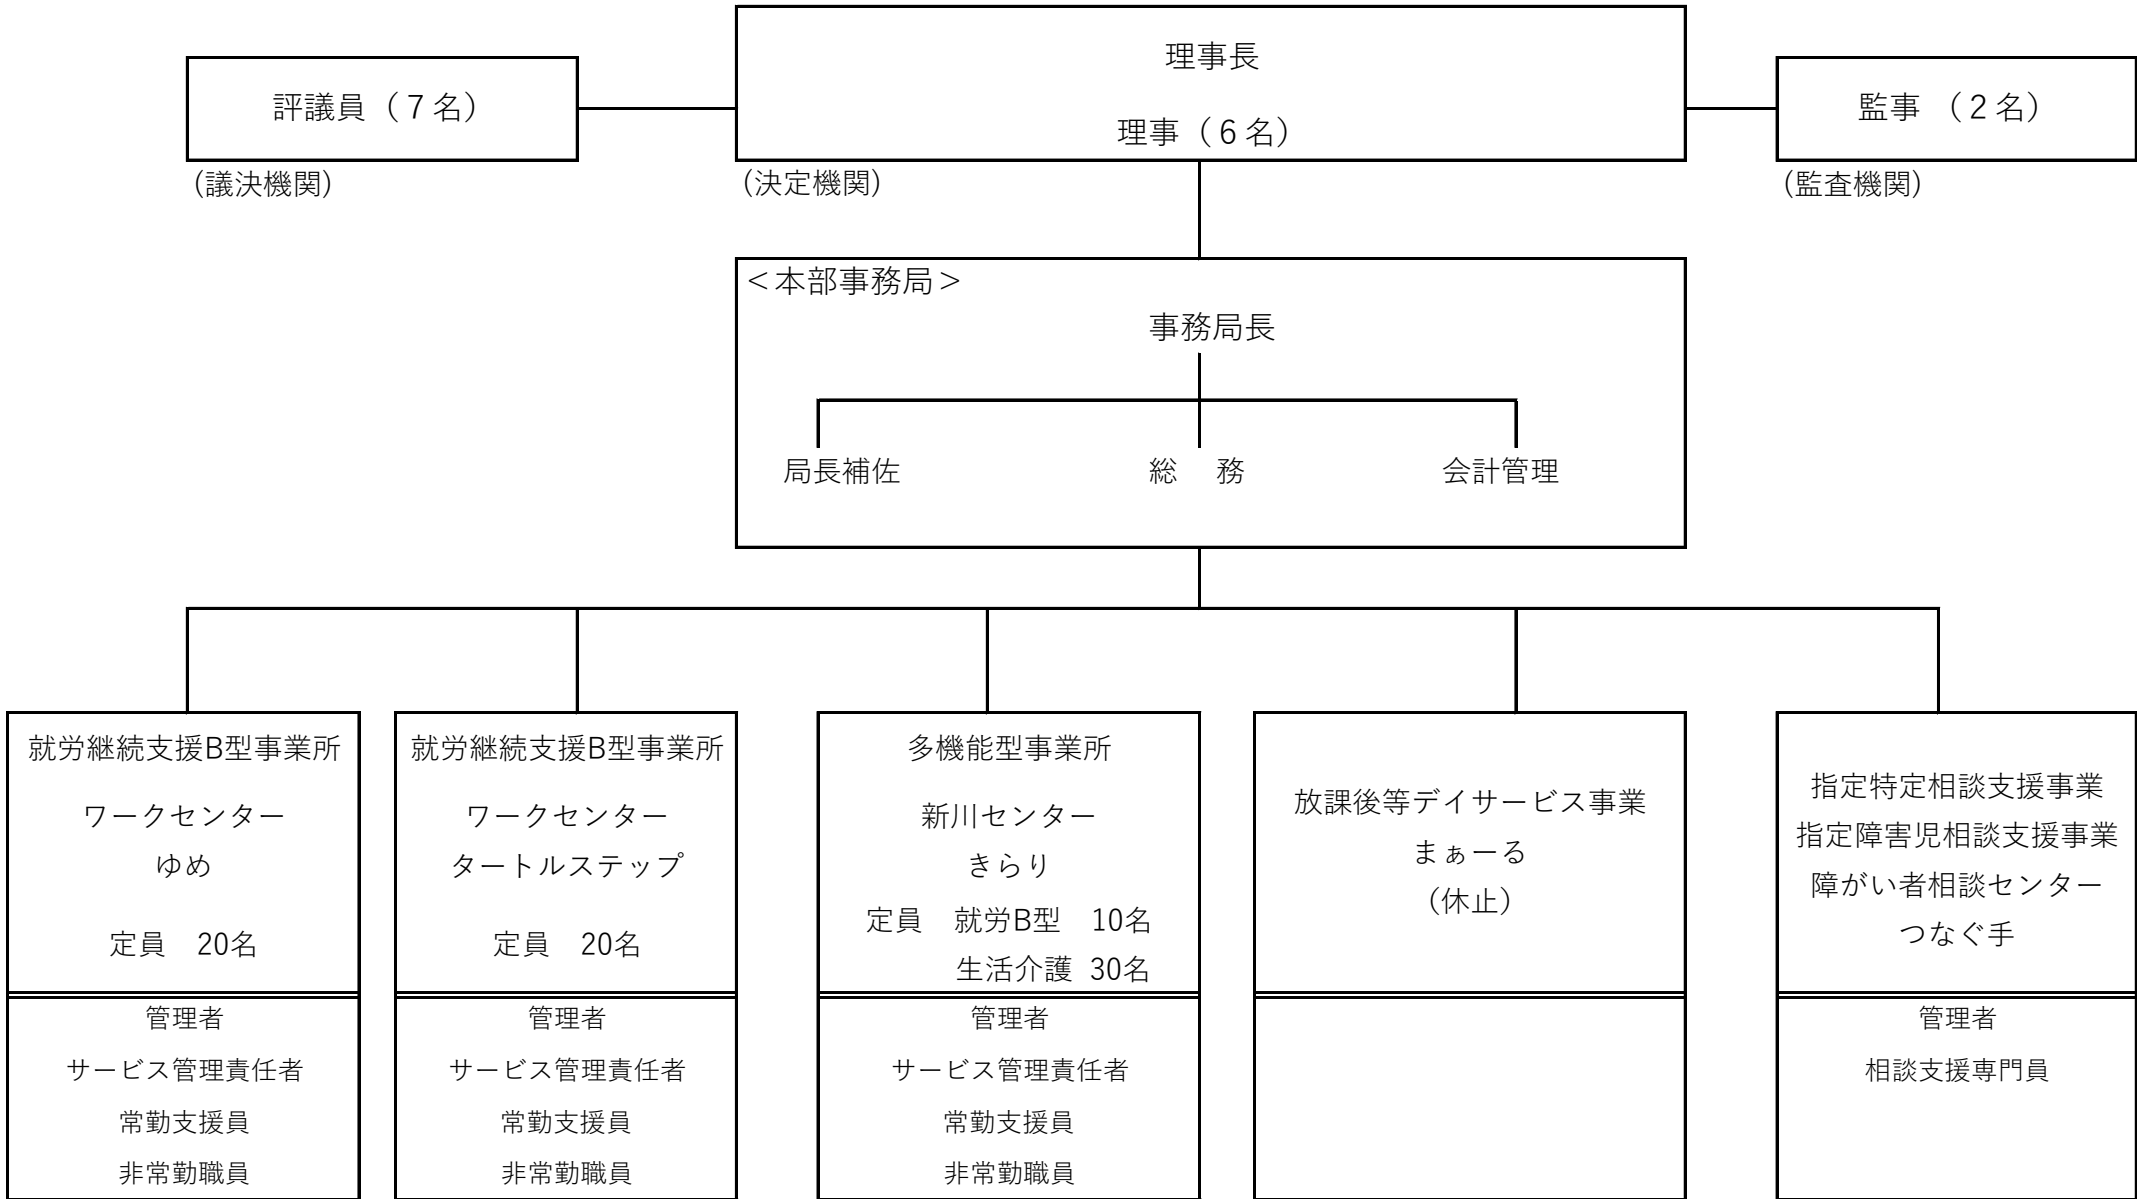 理事長
評議員（７名）
理事（６名）
監事 （２名）
(議決機関)
(決定機関)
(監査機関)
＜本部事務局＞
事務局長
局長補佐
総　務
会計管理
就労継続支援B型事業所
ワークセンター
ゆめ
定員　20名
管理者
サービス管理責任者
常勤支援員
非常勤職員
就労継続支援B型事業所
ワークセンター
タートルステップ
定員　20名
管理者
サービス管理責任者
常勤支援員
非常勤職員
多機能型事業所
新川センター
きらり
定員　就労B型　10名
生活介護 30名
管理者
サービス管理責任者
常勤支援員
非常勤職員
放課後等デイサービス事業
まぁーる
(休止)
指定特定相談支援事業
指定障害児相談支援事業
障がい者相談センター
つなぐ手
管理者
相談支援専門員